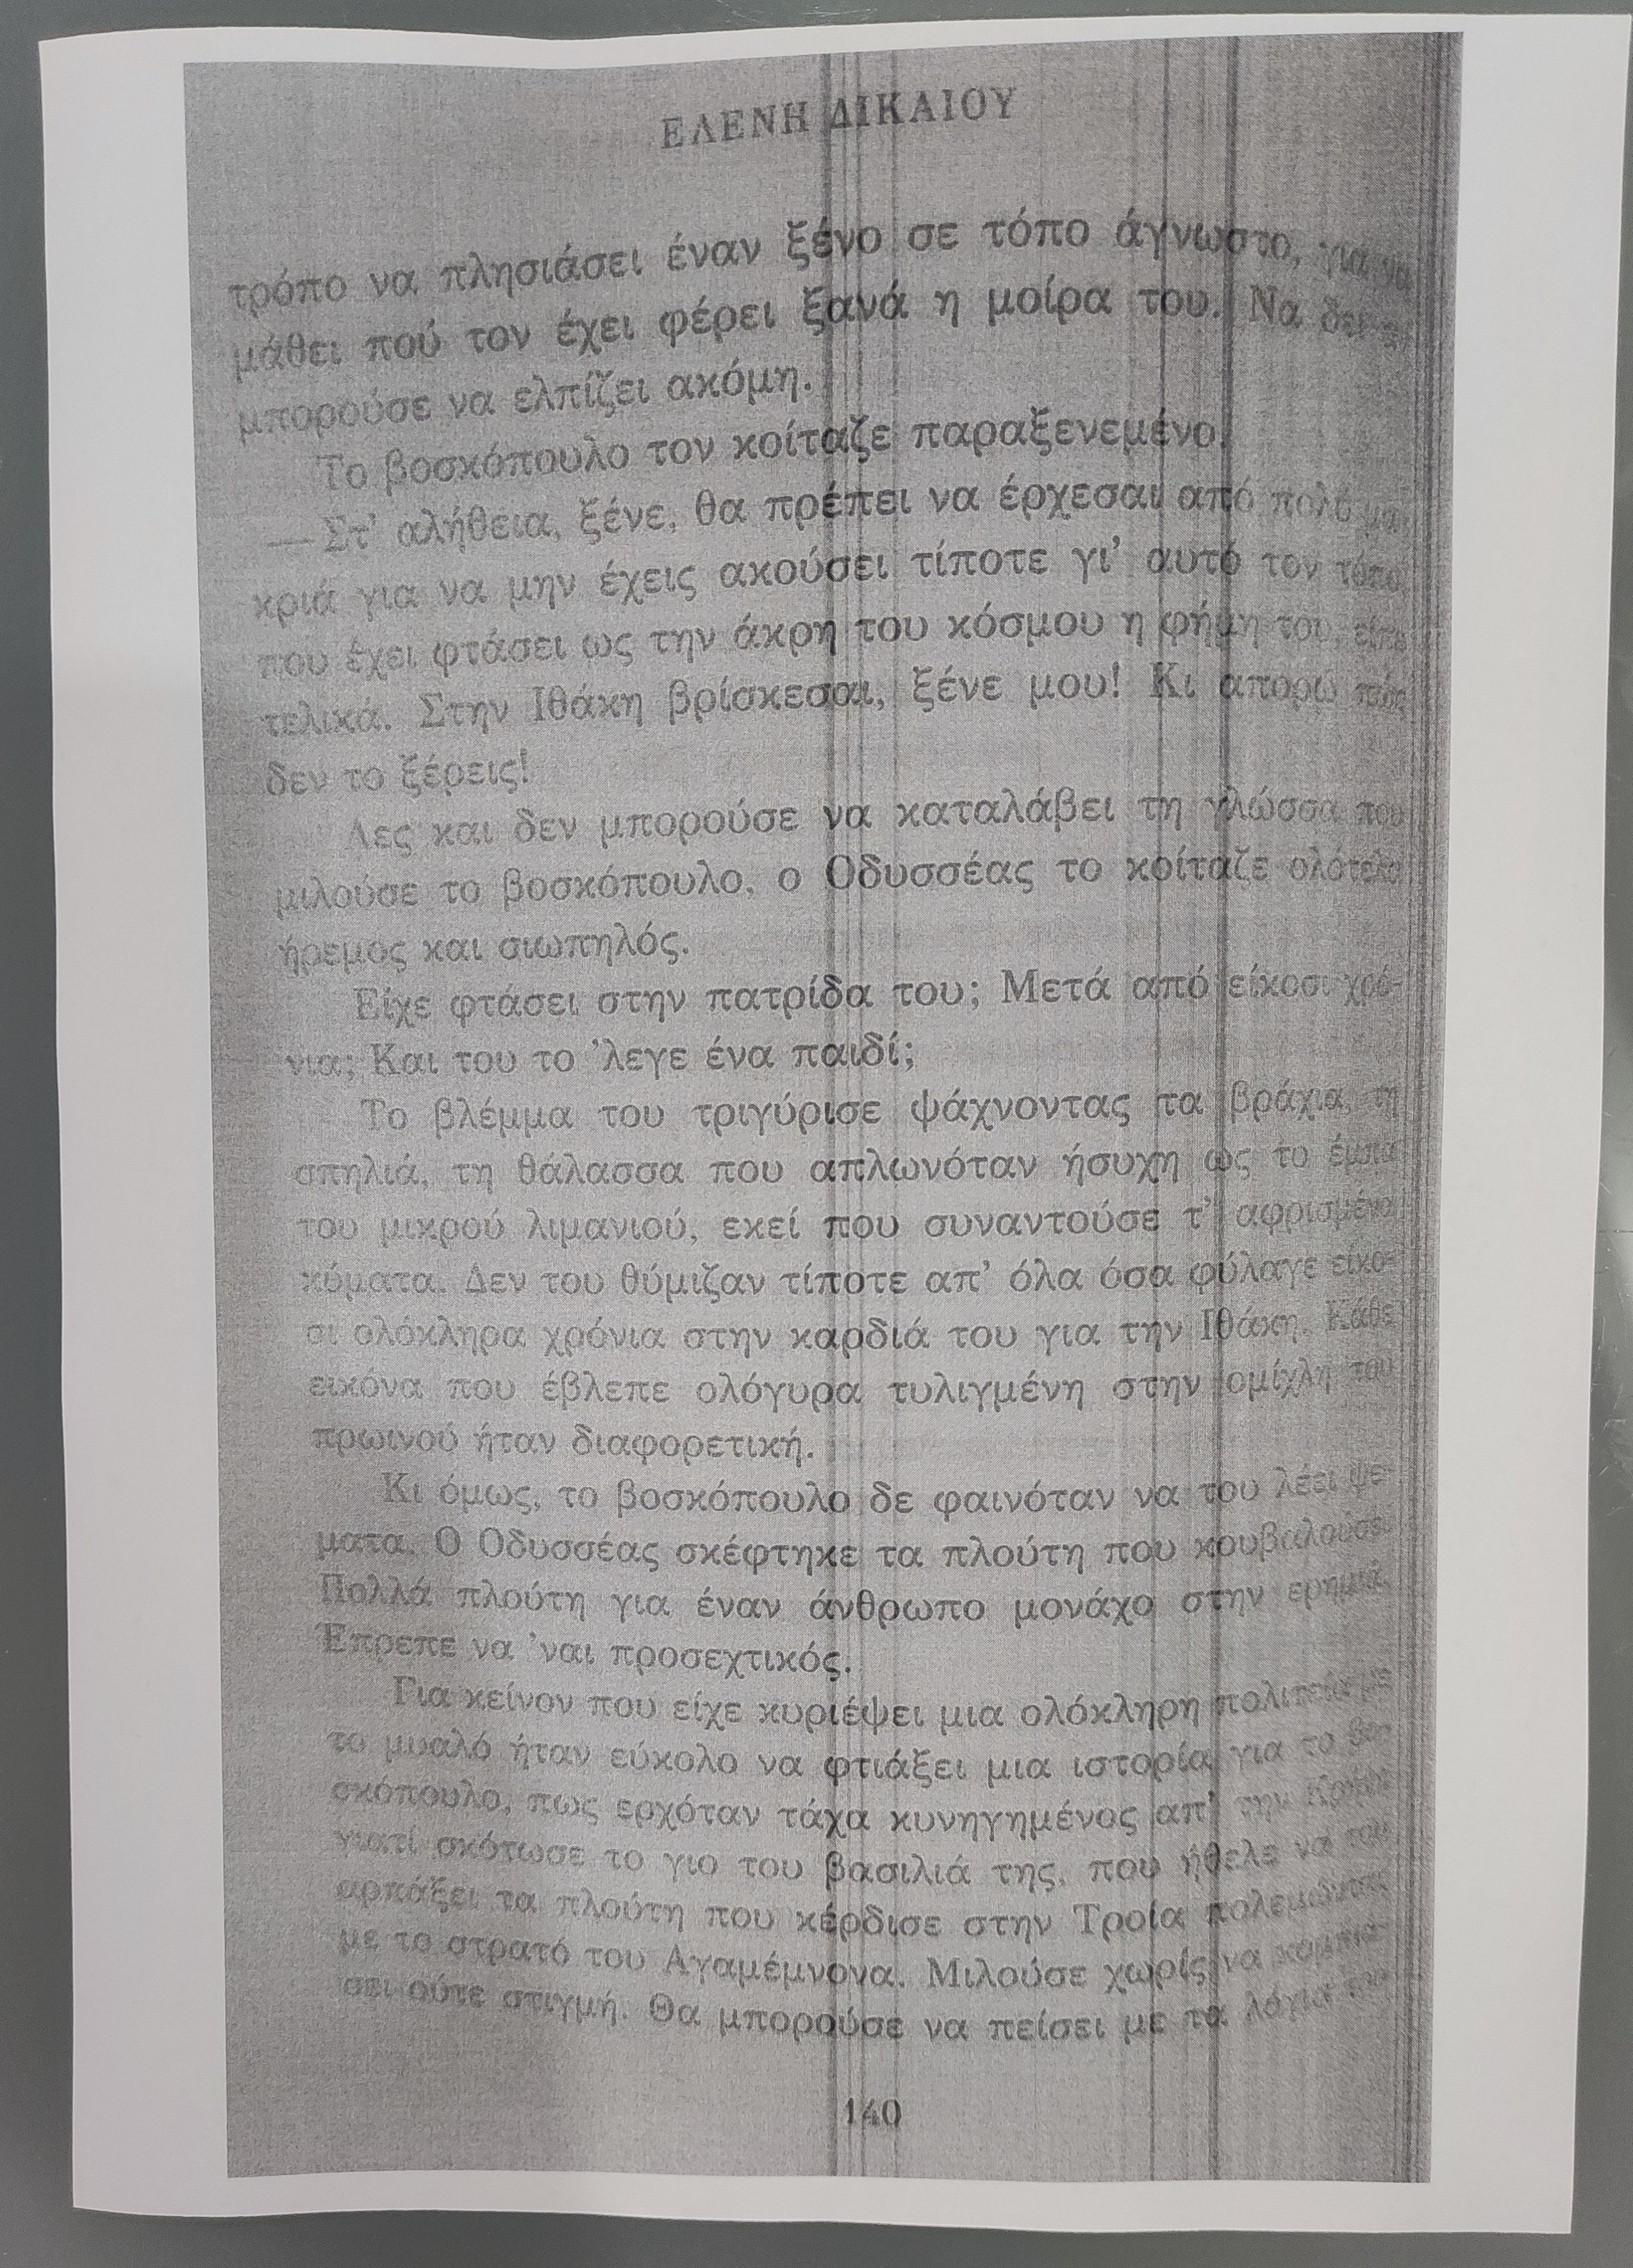 ΕΛΕΝΗ ΔΙΚΑΙΟΥ
τρόπο να πλησιάσει έναν ξένο σε τόπο άγνωστο, για να
μάθει πού τον έχει φέρει ξανά η μοίρα του. Να δει αν
μπορούσε να ελπίζει ακόμη.
Το βοσκόπουλο τον κοίταζε παραξενεμένο.
— Στ’ αλήθεια, ξένε, θα πρέπει να έρχεσαι από πολύ μα-
κριά για να μην έχεις ακούσει τίποτε γι’ αυτό τον τόπο,
που έχει φτάσει ως την άκρη του κόσμου η φήμη του, είπε
τελικά. Στην Ιθάκη βρίσκεσαι, ξένε μου! Κι απορώ πώς
δεν το ξέρεις!
Λες και δεν μπορούσε να καταλάβει τη γλώσσα που
μιλούσε το βοσκόπουλο, ο Οδυσσέας το κοίταζε ολότελα
ήρεμος και σιωπηλός.
Είχε φτάσει στην πατρίδα του; Μετά από είκοσι χρό-
νια; Και του το ’λεγε ένα παιδί;
Το βλέμμα του τριγύρισε ψάχνοντας τα βράχια, τη
σπηλιά, τη θάλασσα που απλωνόταν ήσυχη ως το έμπα
του μικρού λιμανιού, εκεί που συναντούσε τ’ αφρισμένα
κύματα. Δεν του θύμιζαν τίποτε απ’ όλα όσα φύλαγε είκο-
σι ολόκληρα χρόνια στην καρδιά του για την Ιθάκη. Κάθε
εικόνα που έβλεπε ολόγυρα τυλιγμένη στην ομίχλη του
πρωινού ήταν διαφορετική.
Κι όμως, το βοσκόπουλο δε φαινόταν να του λέει ψέ-
ματα. Ο Οδυσσέας σκέφτηκε τα πλούτη που κουβαλούσε.
Πολλά πλούτη για έναν άνθρωπο μονάχο στην ερημιά.
Έπρεπε να ’ναι προσεχτικός.
Για κείνον που είχε κυριέψει μια ολόκληρη πολιτεία με
το μυαλό ήταν εύκολο να φτιάξει μια ιστορία για το βο-
σκόπουλο, πως ερχόταν τάχα κυνηγημένος απ’ την Κρήτη
γιατί σκότωσε το γιο του βασιλιά της, που ήθελε να του
αρπάξει τα πλούτη που κέρδισε στην Τροία πολεμώντας
με το στρατό του Αγαμέμνονα. Μιλούσε χωρίς να κομπιά-
σει ούτε στιγμή. Θα μπορούσε να πείσει με τα λόγια του
140